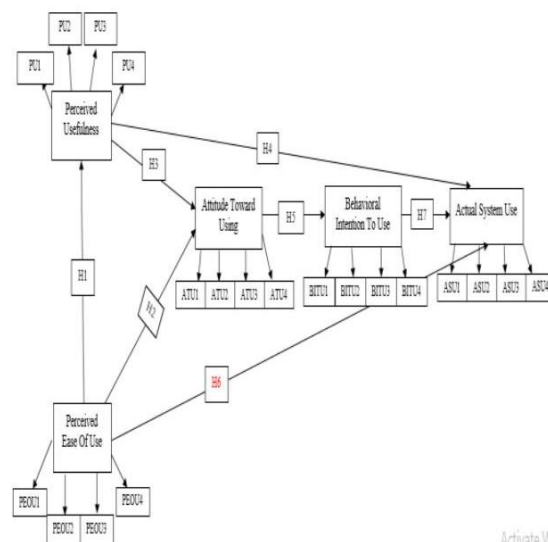 PU2
PU3
PU1
PU4
Perceived
Usefulness
H4
H3
Attitude Toward
Using
H5
Behavioral
Intention To Use
H7
Actual System Use
H1
H2
ATU1 ATU2 ATU3 ATU4
BITU1 BITU2 BITU3 BITU4
ASU1 ASU2 ASU3 ASU4
H6
Perceived
Ease Of Use
PEOU1
PEOU4
PEOU2 PEOU3
Activate W